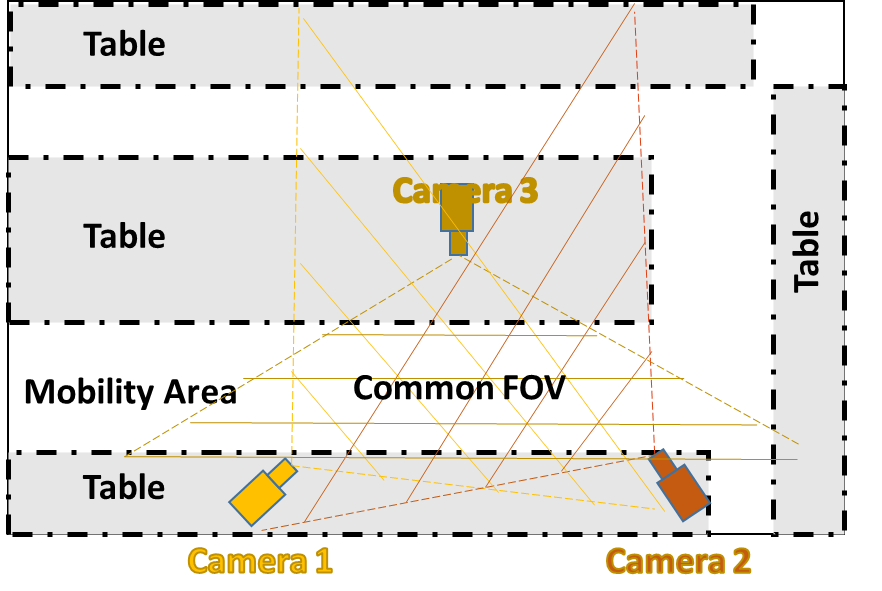 Table
Camera 3
Table
Table
Mobility Area
Common FOV
Table
Camera 1
Camera 2